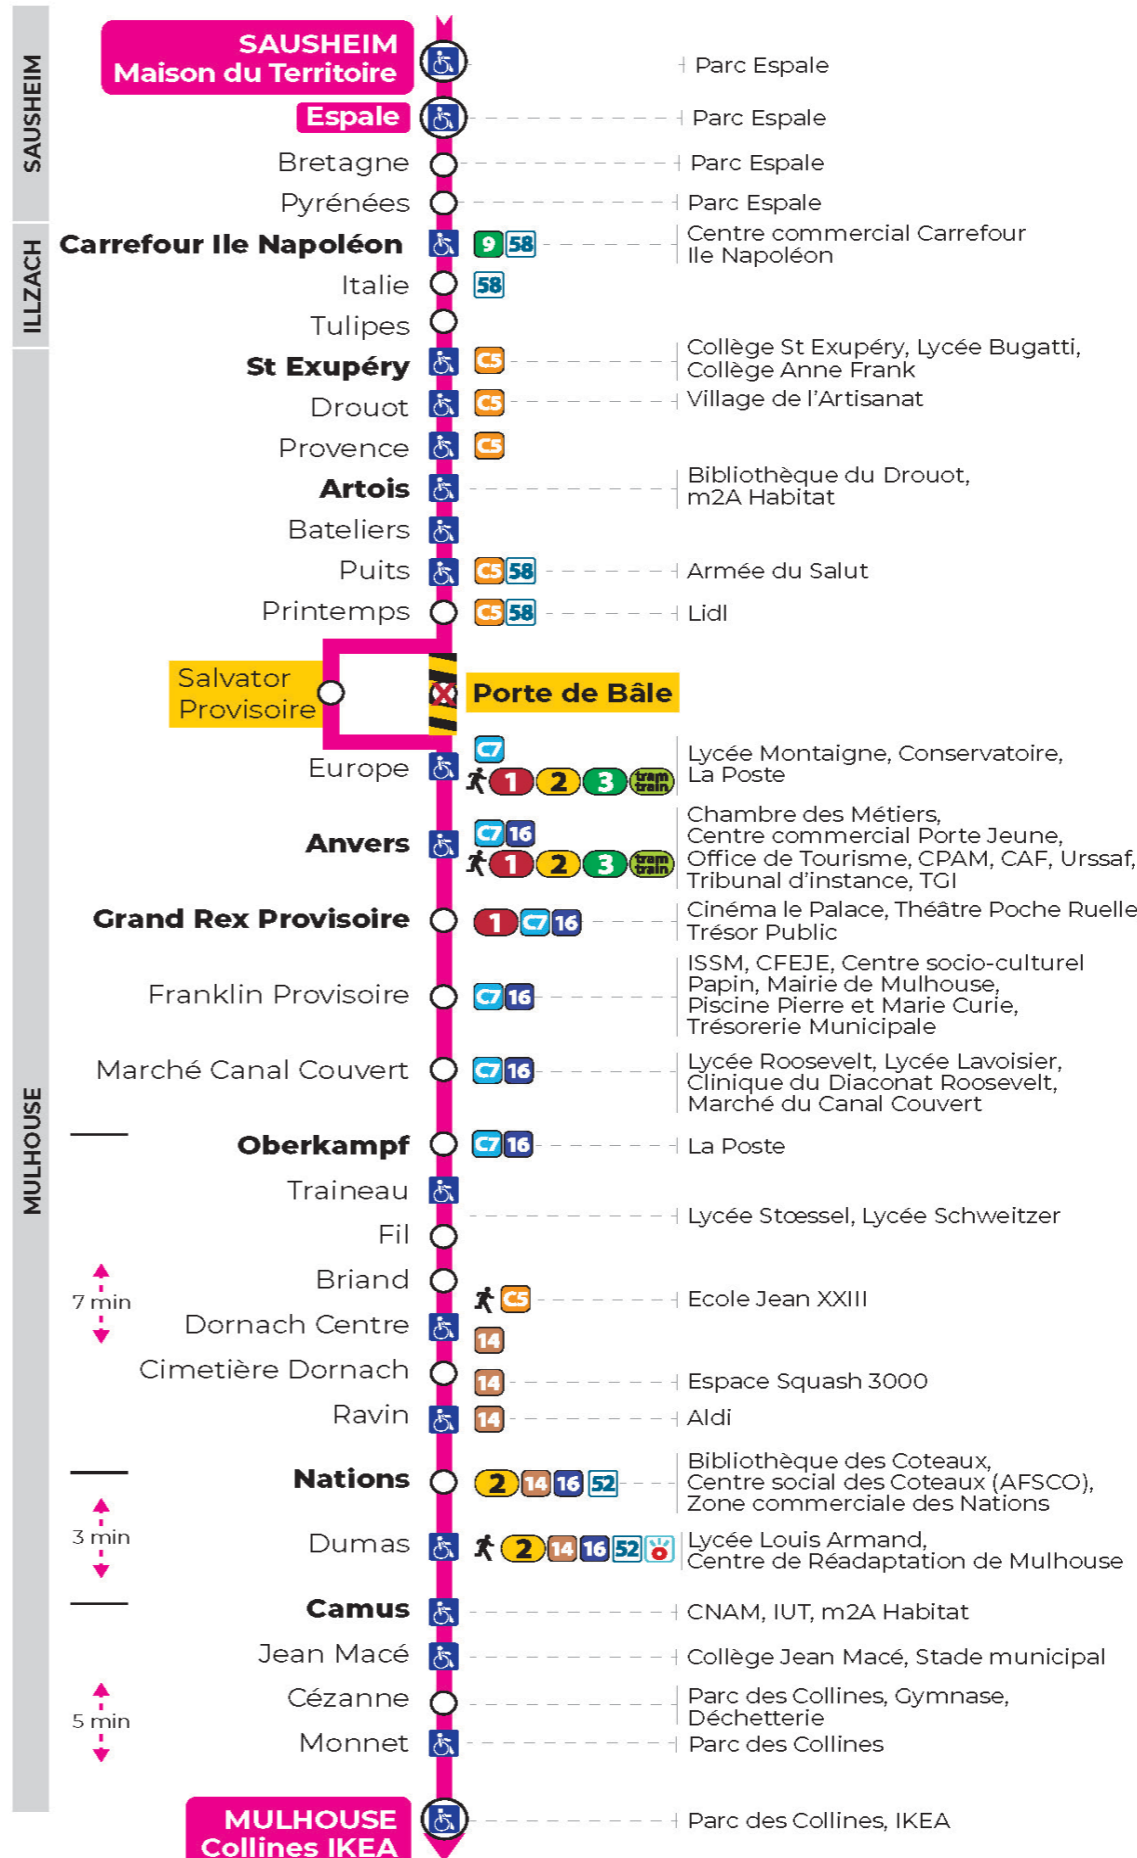 SAUSHEIM
SAUSHEIM
Maison du Territoire
Parc Espale
Espale
Parc Espale
Bretagne
Parc Espale
Pyrénées
Parc Espale
ILLZACH
Carrefour Ile Napoléon
9 58
Centre commercial Carrefour
Ile Napoléon
Italie
58
Tulipes
MULHOUSE
St Exupéry
C5
Collège St Exupéry, Lycée Bugatti,
Collège Anne Frank
Drouot
C5
Village de l'Artisanat
Provence
C5
Artois
Bibliothèque du Drouot,
m2A Habitat
Bateliers
Puits
C5 58
Armée du Salut
Printemps
C5 58
Lidl
Salvator
Provisoire
X
Porte de Bâle
Europe
C7
1 2 3 tram
train
Lycée Montaigne, Conservatoire,
La Poste
Anvers
C7 16
1 2 3 tram
train
Chambre des Métiers,
Centre commercial Porte Jeune,
Office de Tourisme, CPAM, CAF, Urssaf,
Tribunal d'instance, TGI
Grand Rex Provisoire
1 C7 16
Cinéma le Palace, Théâtre Poche Ruelle
Trésor Public
Franklin Provisoire
C7 16
ISSM, CFEJE, Centre socio-culturel
Papin, Mairie de Mulhouse,
Piscine Pierre et Marie Curie,
Trésorerie Municipale
Marché Canal Couvert
C7 16
Lycée Roosevelt, Lycée Lavoisier,
Clinique du Diaconat Roosevelt,
Marché du Canal Couvert
Oberkampf
C7 16
La Poste
Traineau
Lycée Stœssel, Lycée Schweitzer
Fil
Briand
7 min
C5
Ecole Jean XXIII
Dornach Centre
14
Cimetière Dornach
14
Espace Squash 3000
Ravin
14
Aldi
Nations
2 14 16 52
Bibliothèque des Coteaux,
Centre social des Coteaux (AFSCO),
Zone commerciale des Nations
3 min
Dumas
2 14 16 52
Lycée Louis Armand,
Centre de Réadaptation de Mulhouse
Camus
CNAM, IUT, m2A Habitat
Jean Macé
Collège Jean Macé, Stade municipal
Cézanne
Parc des Collines, Gymnase,
Déchetterie
5 min
Monnet
Parc des Collines
MULHOUSE
Collines IKEA
Parc des Collines, IKEA